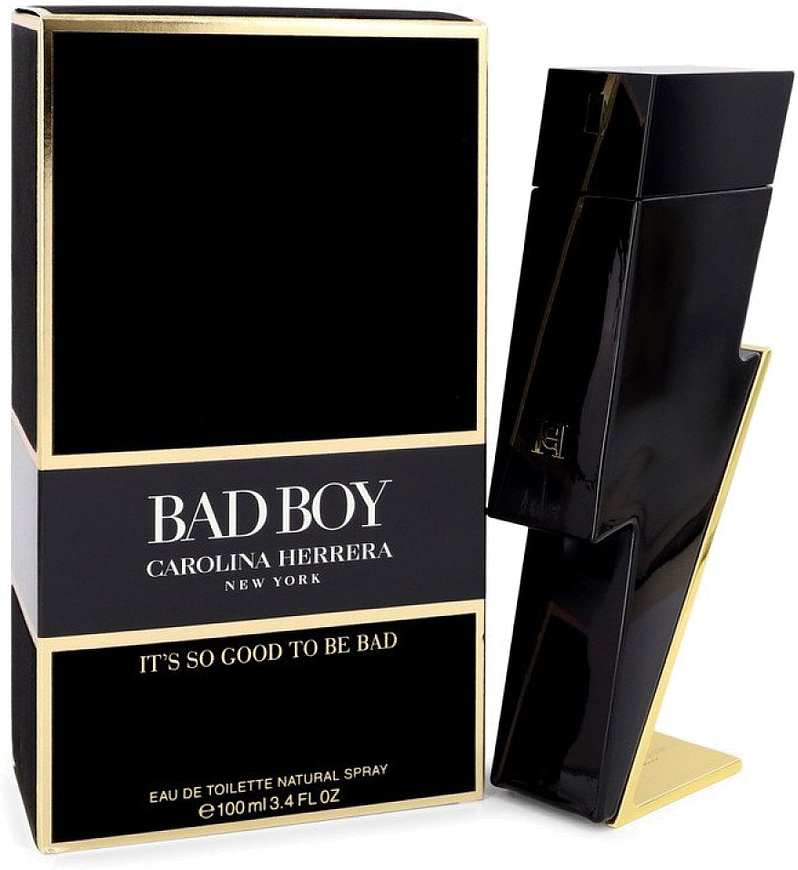 BAD BOY
CAROLINA HERRERA
NEW YORK
IT'S SO GOOD TO BE BAD
EAU DE TOILETTE NATURAL SPRAY
℮100 ml 3.4 FL OZ
CH